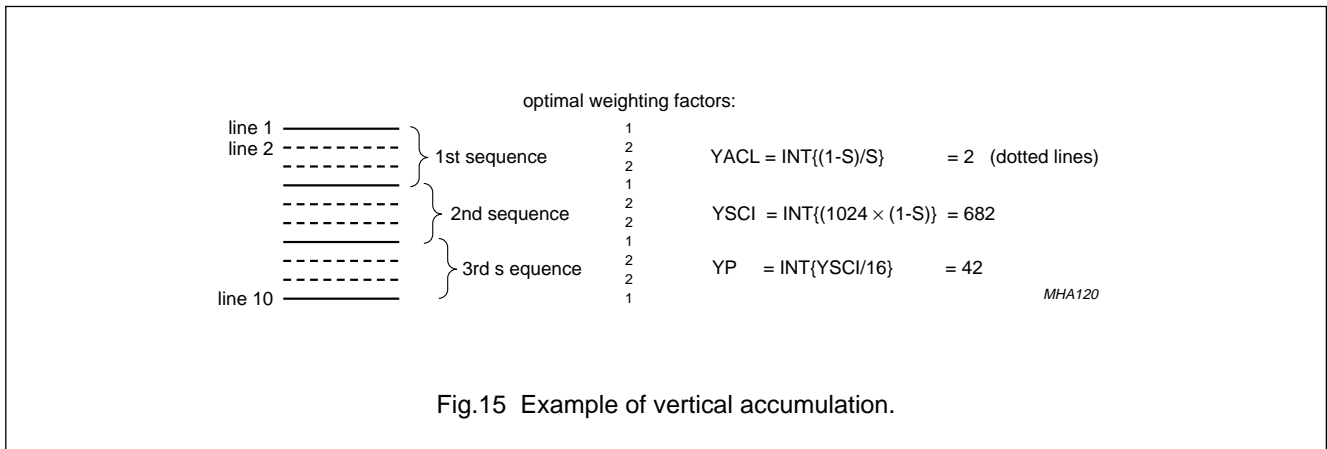 optimal weighting factors:
line 1 1
line 2 2
1st sequence YACL = INT{(1-S)/S} = 2 (dotted lines)
2
1
2
2nd sequence YSCI = INT{(1024 × (1-S)} = 682
2
1
2
3rd s equence YP = INT{YSCI/16} = 42
2
line 10 1
MHA120
Fig.15 Example of vertical accumulation.